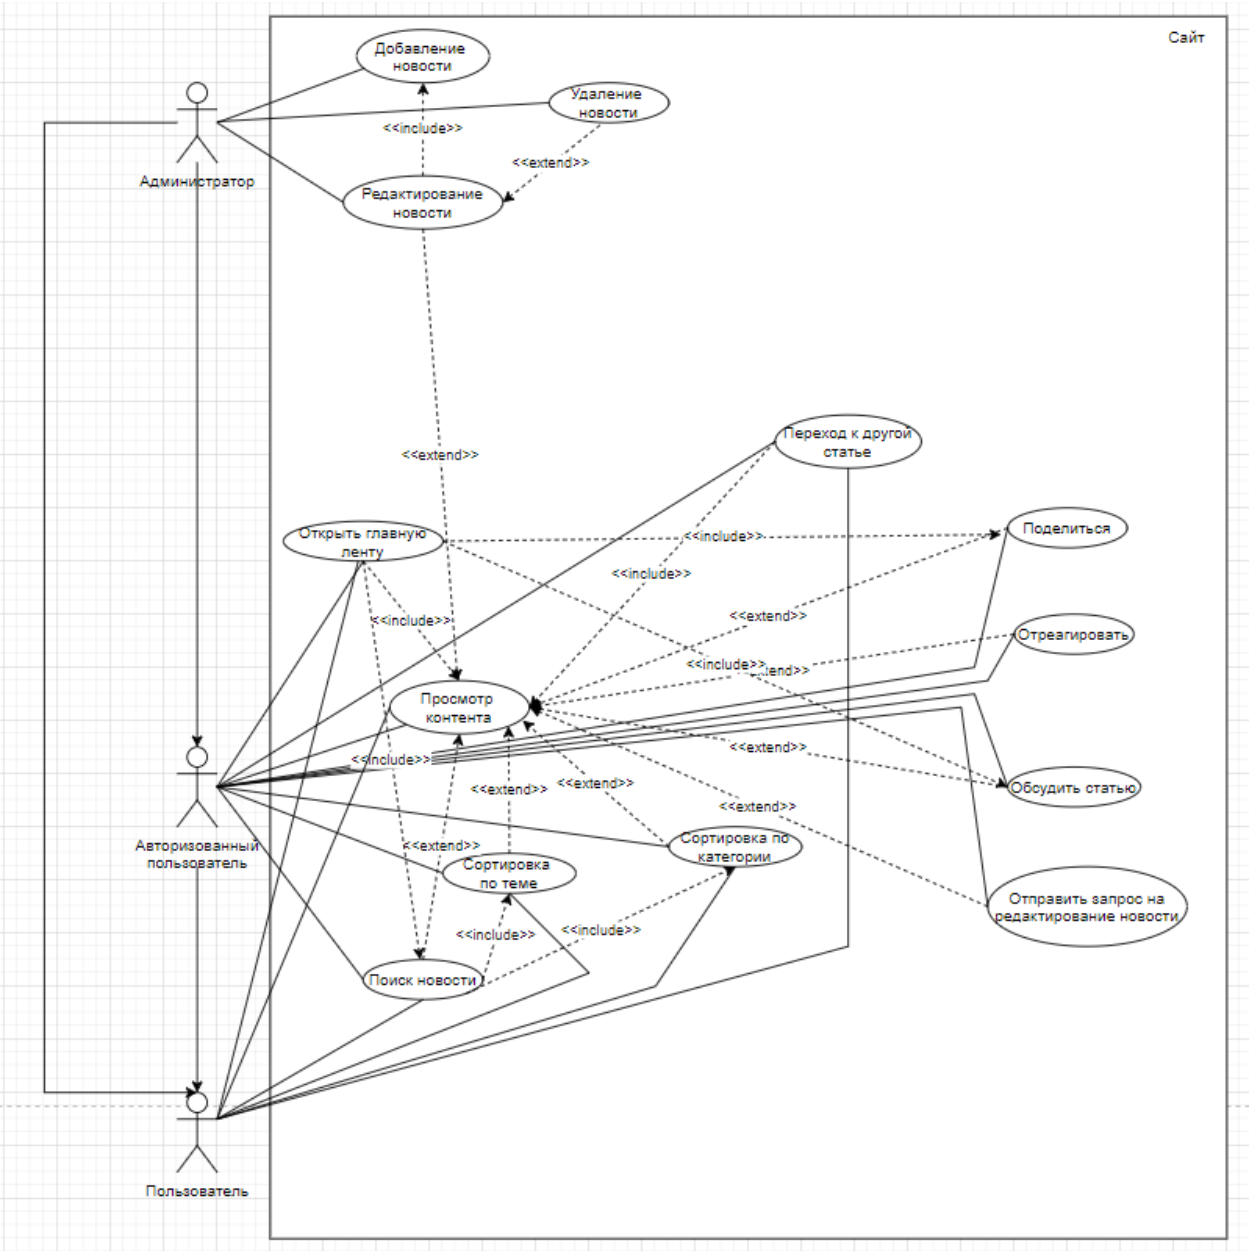 Сайт
Добавление
новости
Удаление
новости
<<include>>
<<extend>>
Администратор
Редактирование
новости
Переход к другой
статье
<<extend>>
Открыть главную
ленту
<<include>>
Поделиться
<<include>>
<<include>>
<<extend>>
Отреагировать
<<include>>
tend>>
Просмотр
контента
<<include>>
<<extend>>
<<extend>>
<<extend>>
Обсудить статью
<<extend>>
Авторизованный
пользователь
<<extend>>
Сортировка по
категории
Сортировка
по теме
Отправить запрос на
редактирование новости
<<include>>
<<include>>
Поиск новости
Пользователь